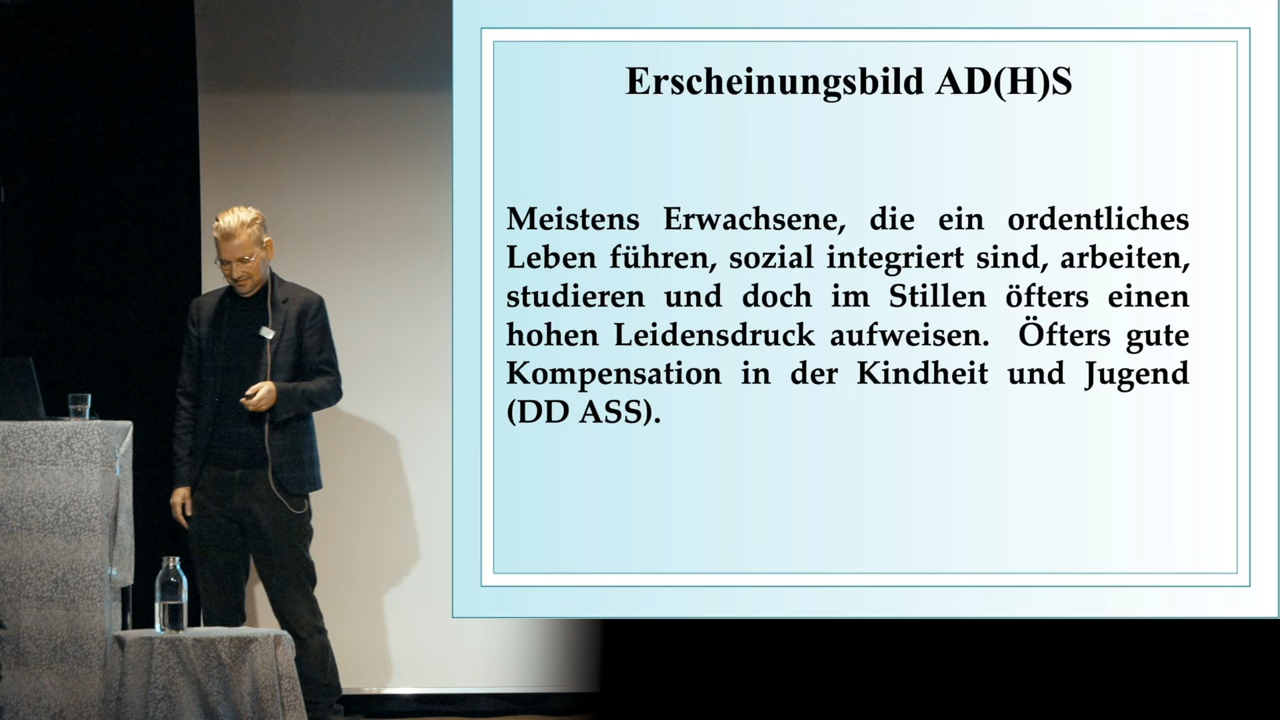 Erscheinungsbild AD(H)S
Meistens Erwachsene, die ein ordentliches
Leben führen, sozial integriert sind, arbeiten,
studieren und doch im Stillen öfters einen
hohen Leidensdruck aufweisen. Öfters gute
Kompensation in der Kindheit und Jugend
(DD ASS).